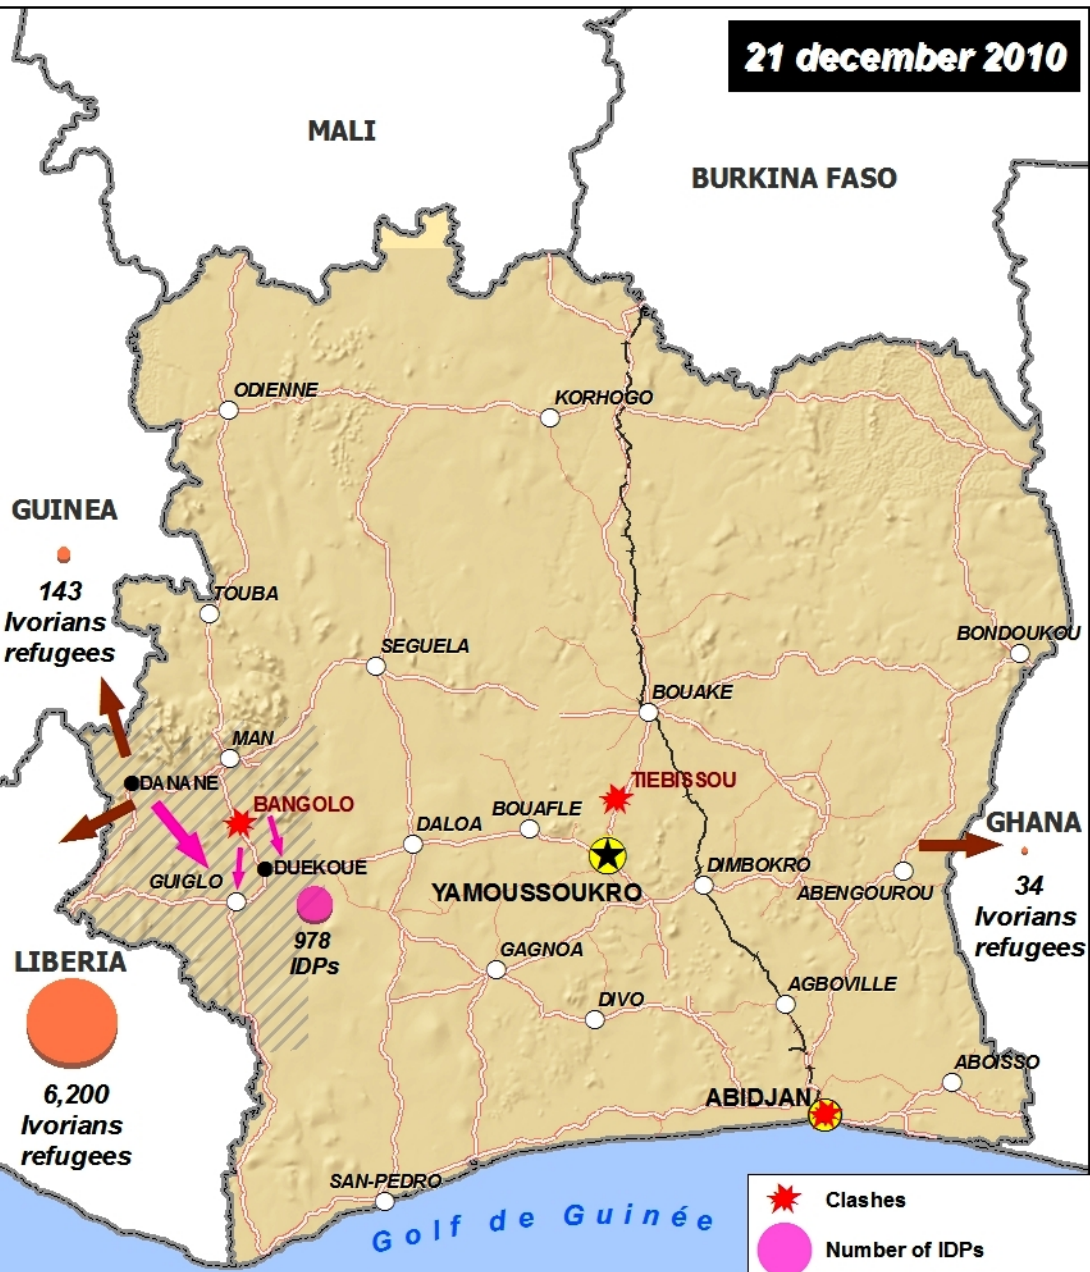 21 december 2010
MALI
BURKINA FASO
ODIENNE
KORHOGO
GUINEA
143
Ivorians
refugees
TOUBA
BONDOUKOU
SEGUELA
BOUAKE
MAN
DANANE
TIEBISSOU
BANGOLO
BOUAFLE
DALOA
GHANA
34
Ivorians
refugees
DUEKOUE
DIMBOKRO
GUIGLO
YAMOUSSOUKRO
ABENGOUROU
978
IDPs
GAGNOA
LIBERIA
6,200
Ivorians
refugees
AGBOVILLE
DIVO
ABOISSO
ABIDJAN
SAN-PEDRO
Golf de Guinée
Clashes
Number of IDPs